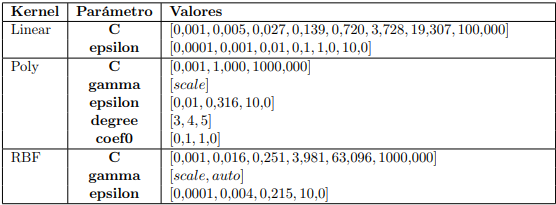 Kernel Parámetro Valores
Linear C [0,001, 0,005, 0,027, 0,139, 0,720, 3,728, 19,307, 100,000]
epsilon [0,0001, 0,001, 0,01, 0,1, 1,0, 10,0]
Poly C [0,001, 1,000, 1000,000]
gamma [scale]
epsilon [0,01, 0,316, 10,0]
degree [3, 4, 5]
coef0 [0,1, 1,0]
RBF C [0,001, 0,016, 0,251, 3,981, 63,096, 1000,000]
gamma [scale, auto]
epsilon [0,0001, 0,004, 0,215, 10,0]